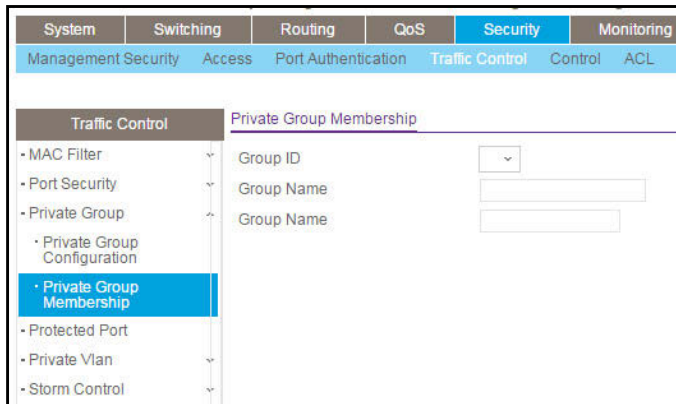 System Switching Routing QoS Security Monitoring
Management Security Access Port Authentication Traffic Control Control ACL
Traffic Control
- MAC Filter
- Port Security
- Private Group
· Private Group
Configuration
· Private Group
Membership
- Protected Port
- Private Vlan
- Storm Control
Private Group Membership
Group ID
Group Name
Group Name